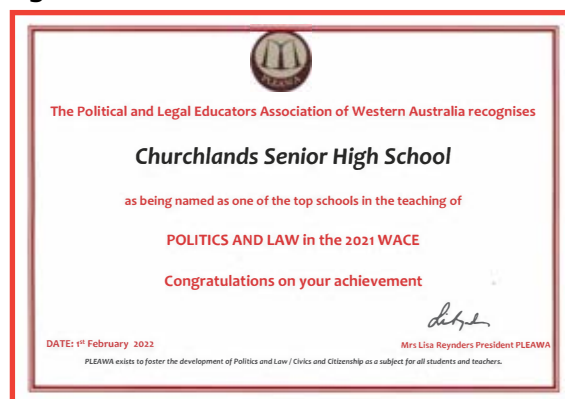 PLEAWA
The Political and Legal Educators Association of Western Australia recognises
Churchlands Senior High School
as being named as one of the top schools in the teaching of
POLITICS AND LAW in the 2021 WACE
Congratulations on your achievement
DATE: 1st February 2022
Mrs Lisa Reynders President PLEAWA
PLEAWA exists to foster the development of Politics and Law / Civics and Citizenship as a subject for all students and teachers.